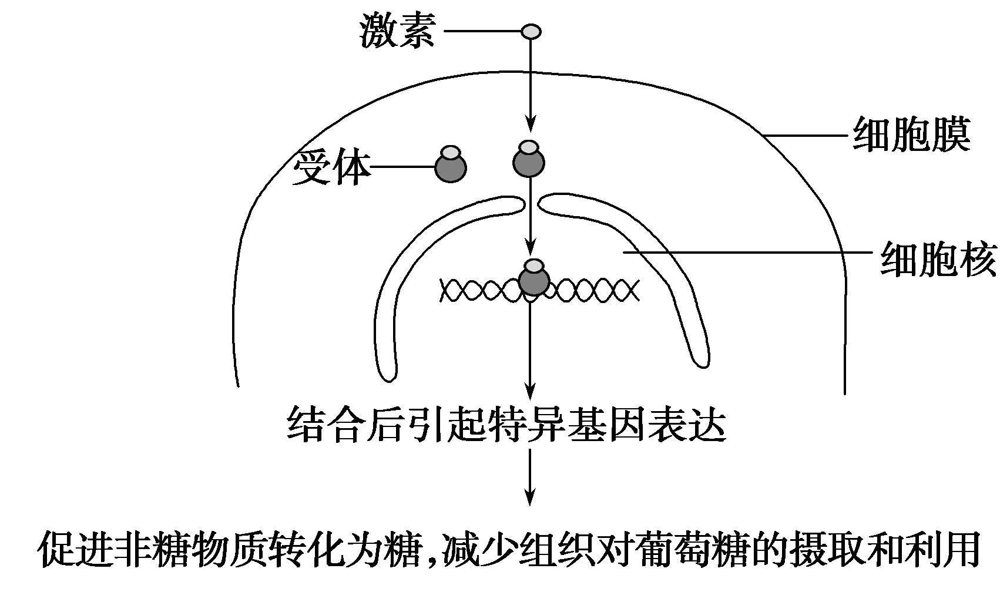 激素
细胞膜
受体
细胞核
结合后引起特异基因表达
促进非糖物质转化为糖,减少组织对葡萄糖的摄取和利用